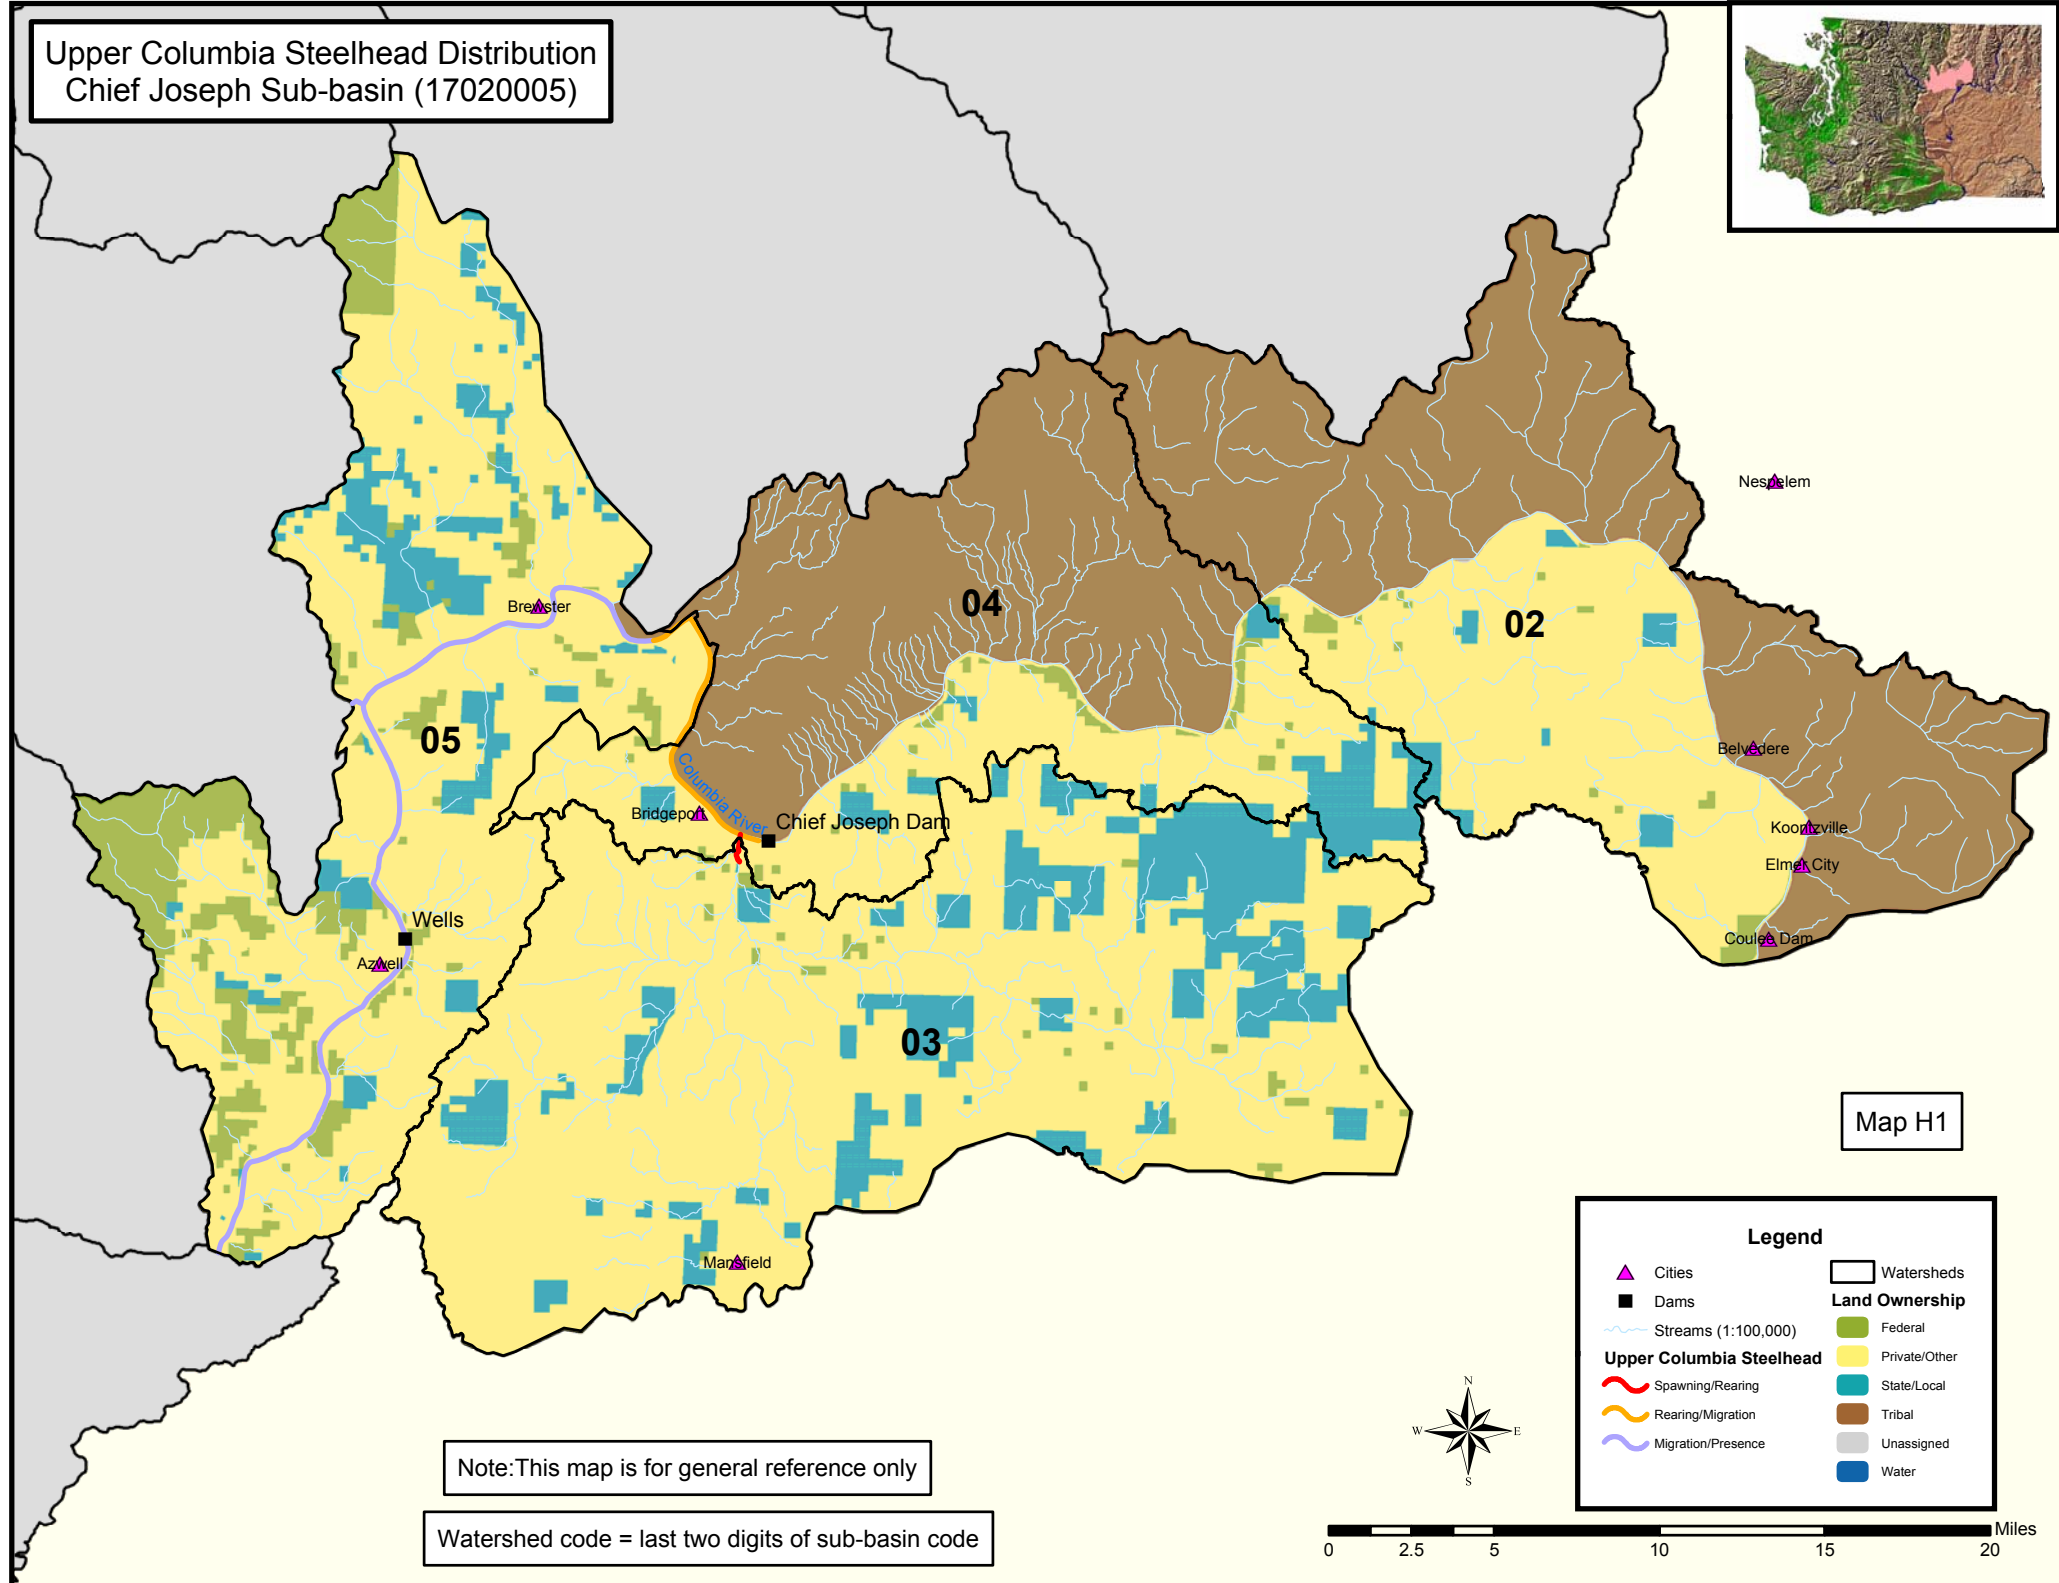 Upper Columbia Steelhead Distribution
Chief Joseph Sub-basin (17020005)
Nespelem
04
02
Brewster
05
Belvedere
Columbia River
Bridgeport
Chief Joseph Dam
Koontzville
Elmer City
Wells
Coulee Dam
Azwell
03
Map H1
Mansfield
Legend
Cities
Dams
Streams (1:100,000)
Upper Columbia Steelhead
Spawning/Rearing
Rearing/Migration
Migration/Presence
Watersheds
Land Ownership
Federal
Private/Other
State/Local
Tribal
Unassigned
Water
N
W
E
S
Note:This map is for general reference only
Watershed code = last two digits of sub-basin code
Miles
0 2.5 5 10 15 20